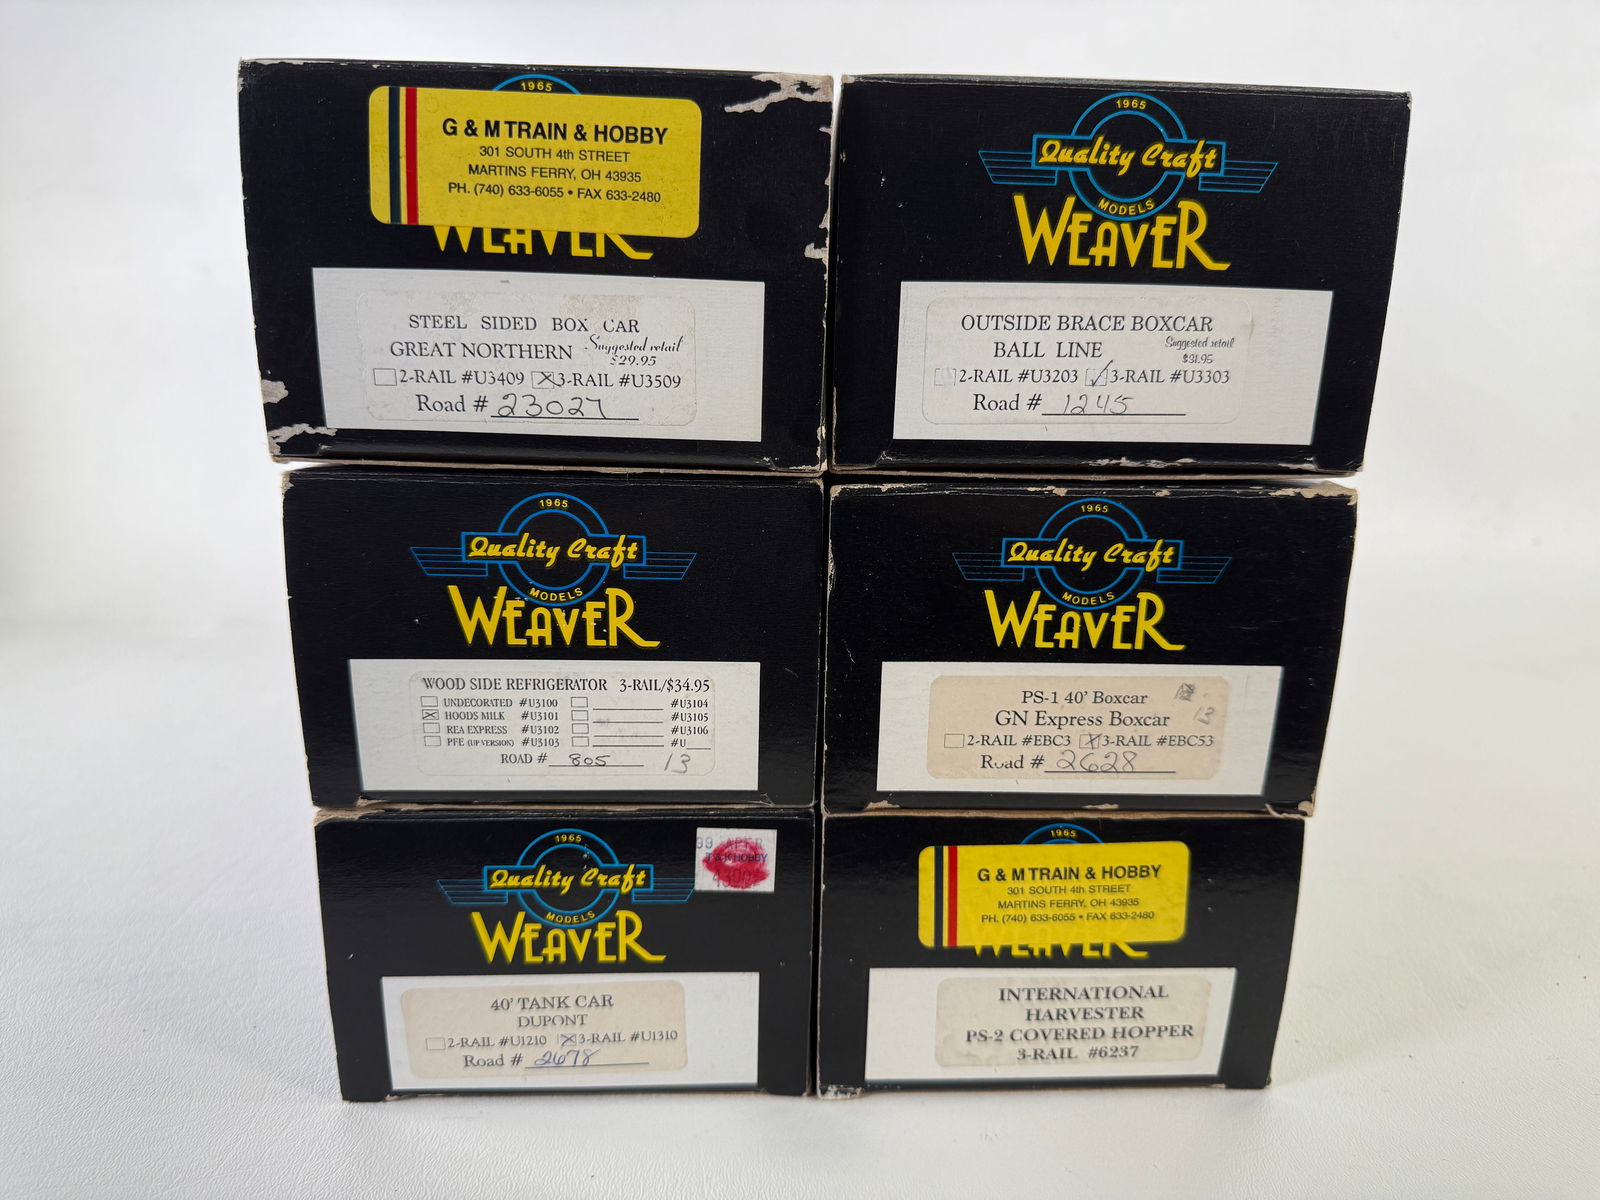 1965
G & M TRAIN & HOBBY
301 SOUTH 4th STREET
MARTINS FERRY, OH 43935
PH. (740) 633-6055 • FAX 633-2480
WEAVER
STEEL SIDED BOX CAR
GREAT NORTHERN Suggested retail
$29.95
2-RAIL #U3409 3-RAIL #U3509
Road # 23027
1965
Quality Craft
MODELS
WEAVER
OUTSIDE BRACE BOXCAR
BALL LINE Suggested retail
$31.95
2-RAIL #U3203 3-RAIL #U3303
Road # 1245
1965
Quality Craft
MODELS
WEAVER
WOOD SIDE REFRIGERATOR 3-RAIL/$34.95
UNDECORATED #U3100 #U3104
HOODS MILK #U3101 #U3105
REA EXPRESS #U3102 #U3106
PFE (UP VERSION) #U3103 #U
ROAD # 805 13
1965
Quality Craft
MODELS
WEAVER
PS-1 40' Boxcar
GN Express Boxcar 13
2-RAIL #EBC3 3-RAIL #EBC53
Road # 2628
1965
Quality Craft
MODELS
WEAVER
HOBBY
40' TANK CAR
DUPONT
2-RAIL #U1210 3-RAIL #U1310
Road # 2678
1965
G & M TRAIN & HOBBY
301 SOUTH 4th STREET
MARTINS FERRY, OH 43935
PH. (740) 633-6055 • FAX 633-2480
WEAVER
INTERNATIONAL
HARVESTER
PS-2 COVERED HOPPER
3-RAIL #6237